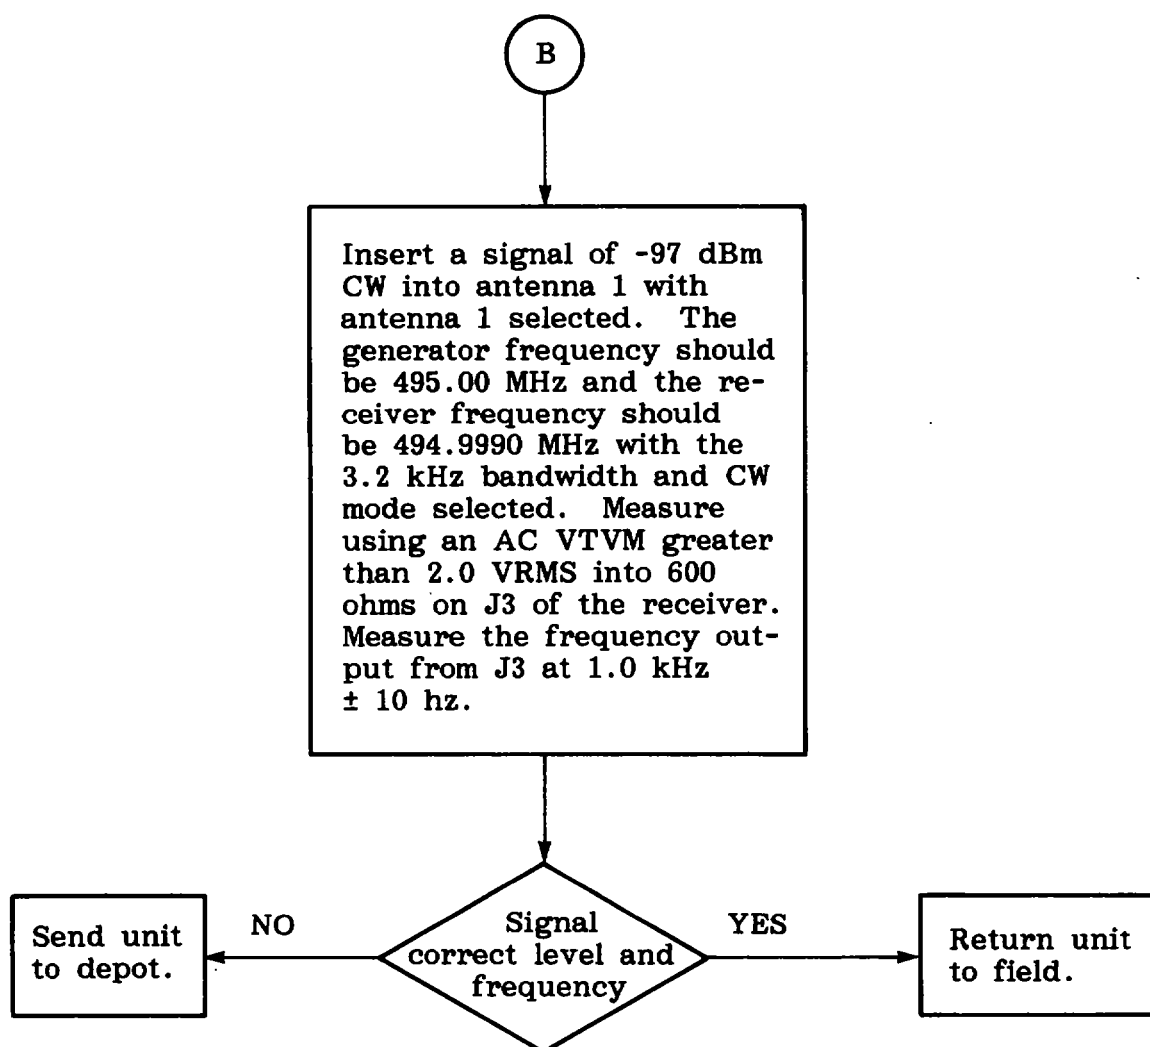 B
Insert a signal of -97 dBm
CW into antenna 1 with
antenna 1 selected. The
generator frequency should
be 495.00 MHz and the re-
ceiver frequency should
be 494.9990 MHz with the
3.2 kHz bandwidth and CW
mode selected. Measure
using an AC VTVM greater
than 2.0 VRMS into 600
ohms on J3 of the receiver.
Measure the frequency out-
put from J3 at 1.0 kHz
± 10 hz.
Send unit
to depot.
NO
Signal
correct level and
frequency
YES
Return unit
to field.